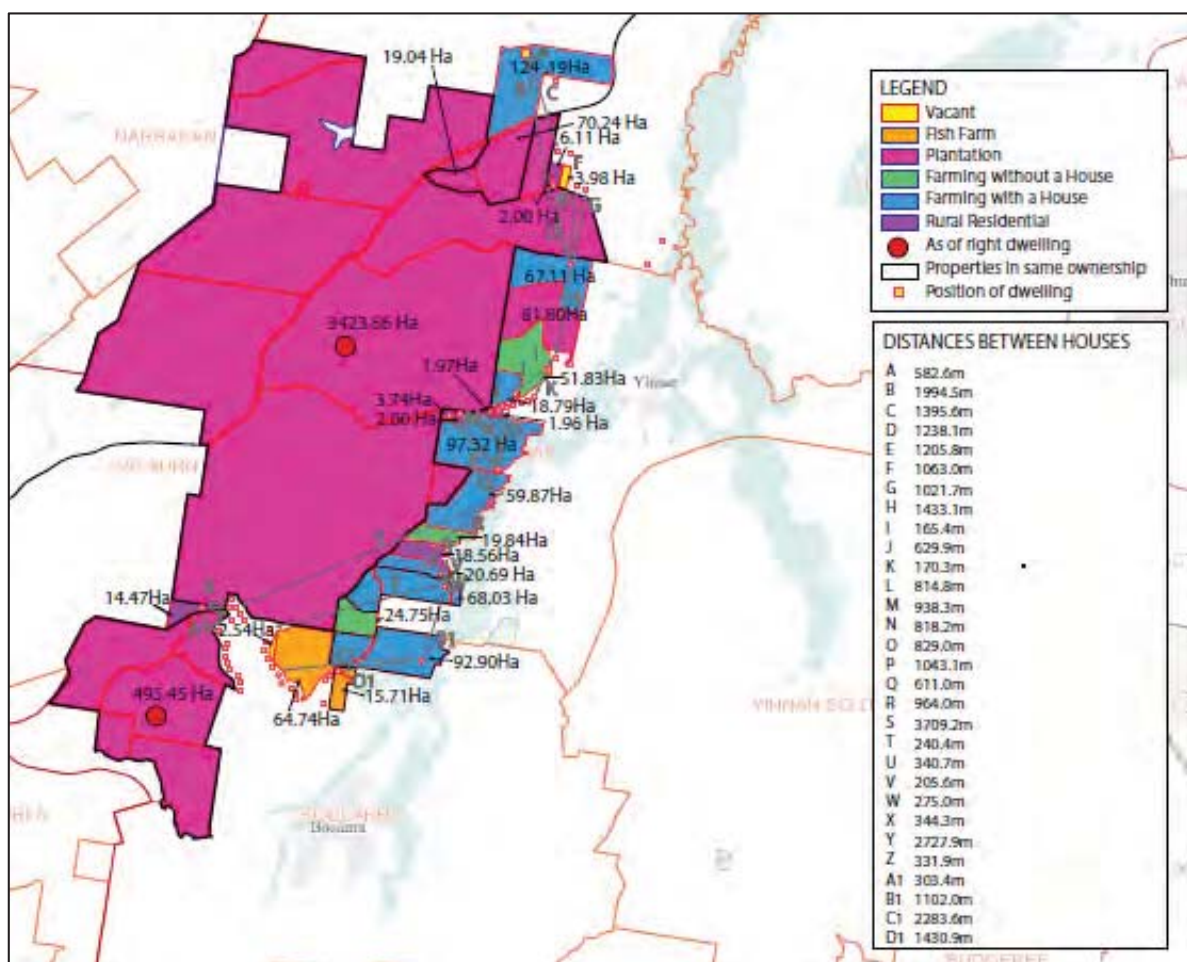 19.04 Ha
124.19Ha
C
70.24 Ha
6.11 Ha
F
3.98 Ha
2.00 Ha
G
67.11 Ha
81.80Ha
3423.66 Ha
1.97Ha
51.83Ha
K
3.74Ha
18.79Ha
2.00 Ha
1.96 Ha
97.32 Ha
59.87Ha
19.84Ha
18.56Ha
20.69 Ha
68.03 Ha
14.47Ha
24.75Ha
2.54Ha
92.90Ha
D1
15.71Ha
495.45 Ha
64.74Ha
LEGEND
Vacant
Fish Farm
Plantation
Farming without a House
Farming with a House
Rural Residential
As of right dwelling
Properties in same ownership
Position of dwelling
DISTANCES BETWEEN HOUSES
A 582.6m
B 1994.5m
C 1395.6m
D 1238.1m
E 1205.8m
F 1063.0m
G 1021.7m
H 1433.1m
I 165.4m
J 629.9m
K 170.3m
L 814.8m
M 938.3m
N 818.2m
O 829.0m
P 1043.1m
Q 611.0m
R 964.0m
S 3709.2m
T 240.4m
U 340.7m
V 205.6m
W 275.0m
X 344.3m
Y 2727.9m
Z 331.9m
A1 303.4m
B1 1102.0m
C1 2283.6m
D1 1430.9m